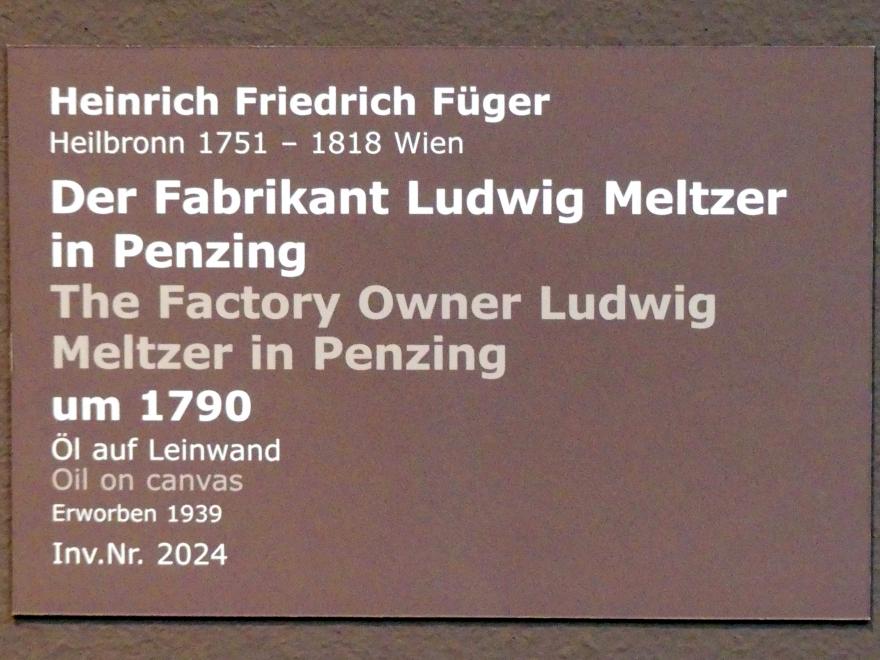 Heinrich Friedrich Füger
Heilbronn 1751 – 1818 Wien
Der Fabrikant Ludwig Meltzer
in Penzing
The Factory Owner Ludwig
Meltzer in Penzing
um 1790
Öl auf Leinwand
Oil on canvas
Erworben 1939
Inv.Nr. 2024